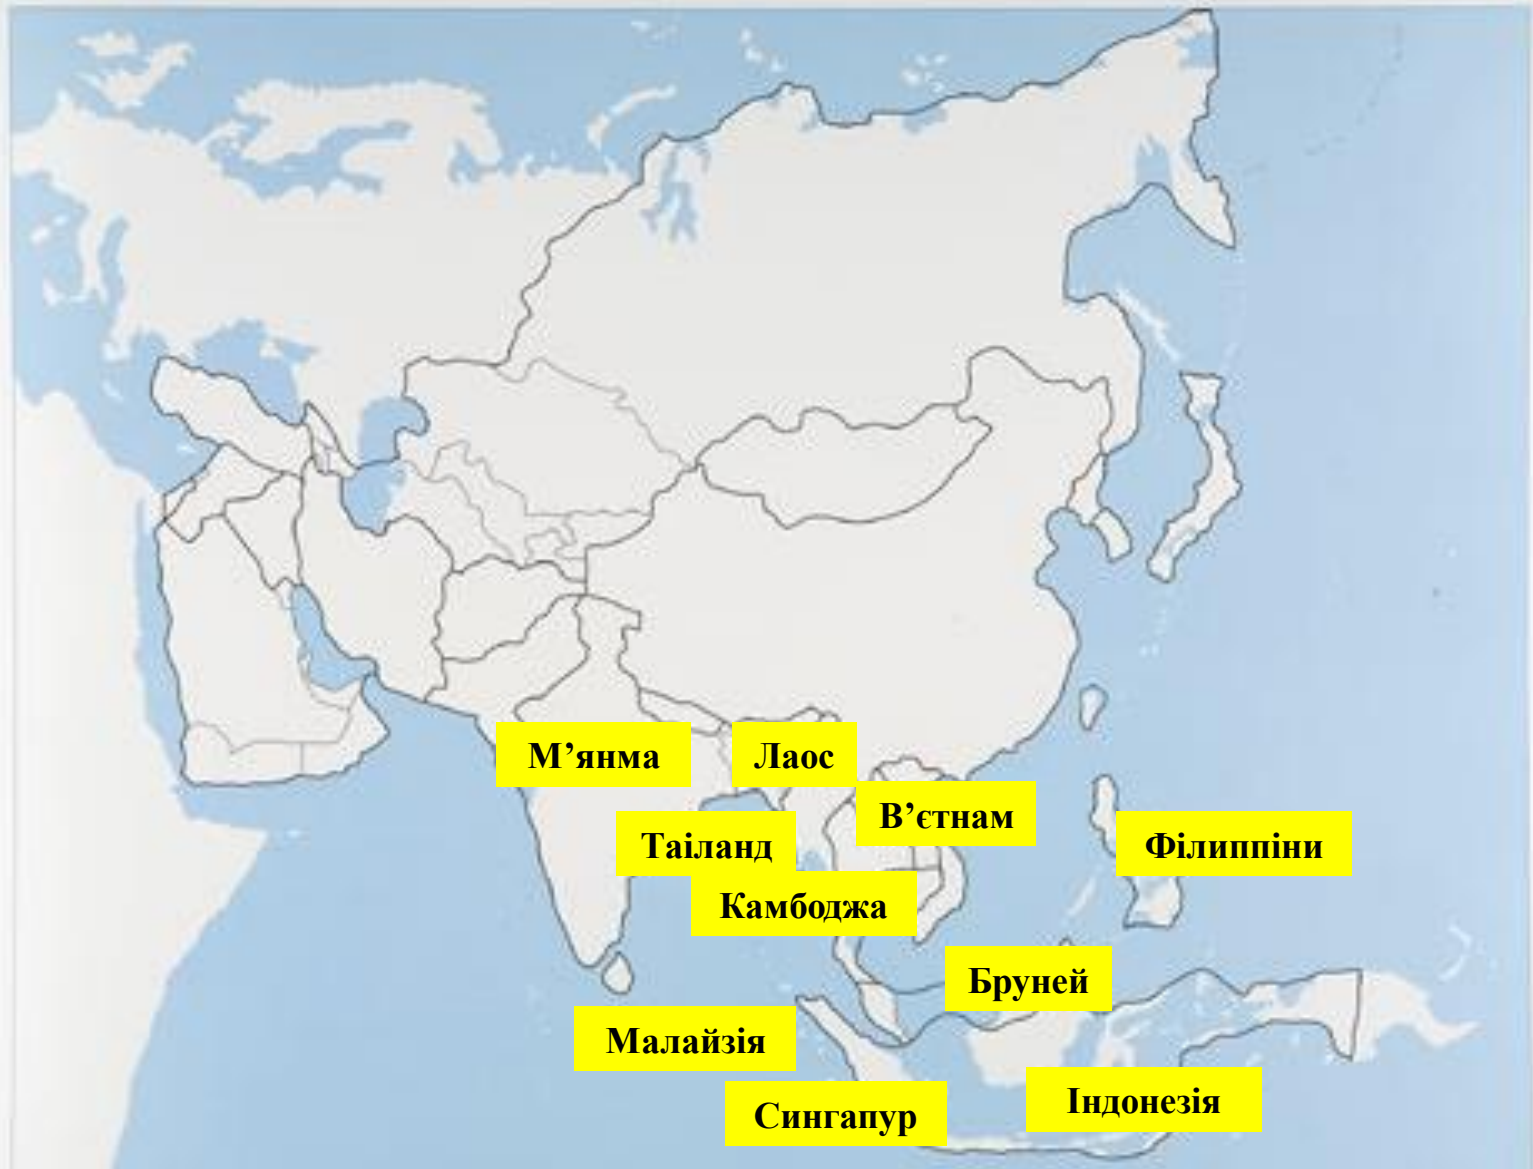 М’янма
Лаос
В’єтнам
Таіланд
Філиппіни
Камбоджа
Бруней
Малайзія
Індонезія
Сингапур